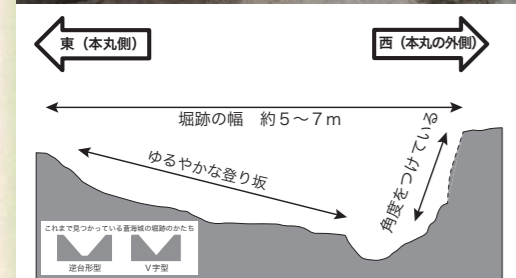 東（本丸側）
西（本丸の外側）
堀跡の幅　約５～７ｍ
ゆるやかな登り坂
角度をつけている
これまで見つかっている蒼海城の堀跡のかたち
逆台形型
Ｖ字型